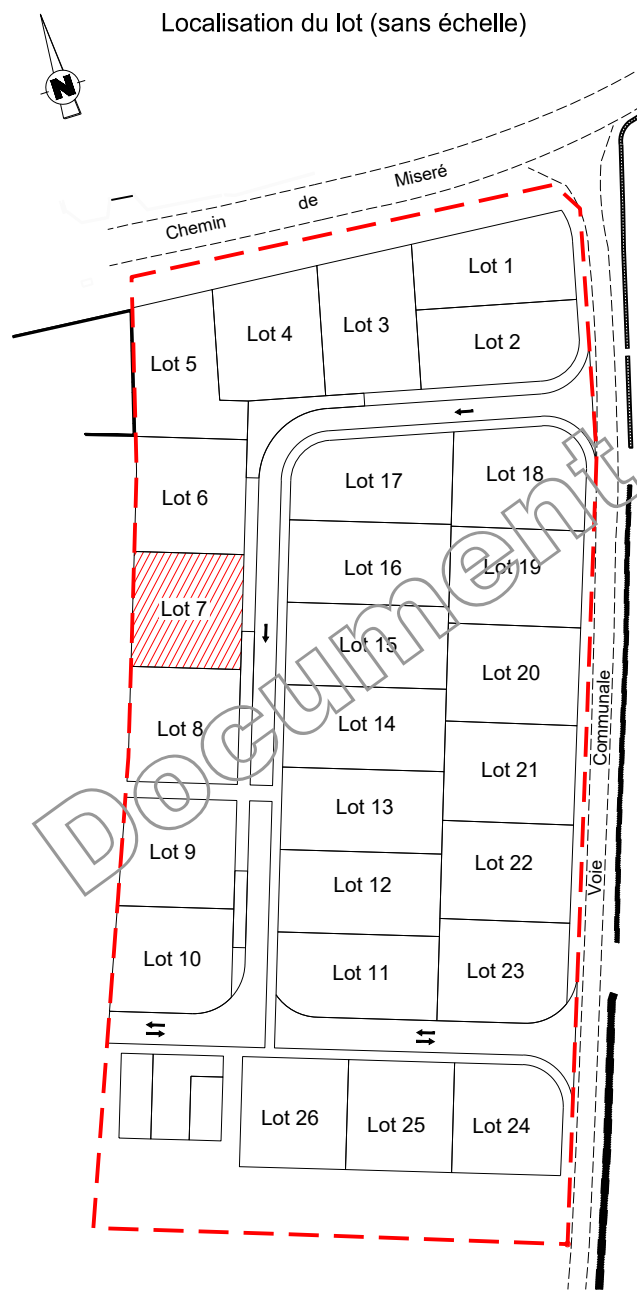 Localisation du lot (sans échelle)
N
Chemin de Miseré
Lot 1
Lot 2
Lot 3
Lot 4
Lot 5
Lot 6
Lot 7
Lot 8
Lot 9
Lot 10
Lot 17
Lot 18
Lot 16
Lot 19
Lot 15
Lot 20
Lot 14
Lot 21
Lot 13
Lot 22
Lot 12
Lot 11
Lot 23
Lot 26
Lot 25
Lot 24
Voie Communale
Document